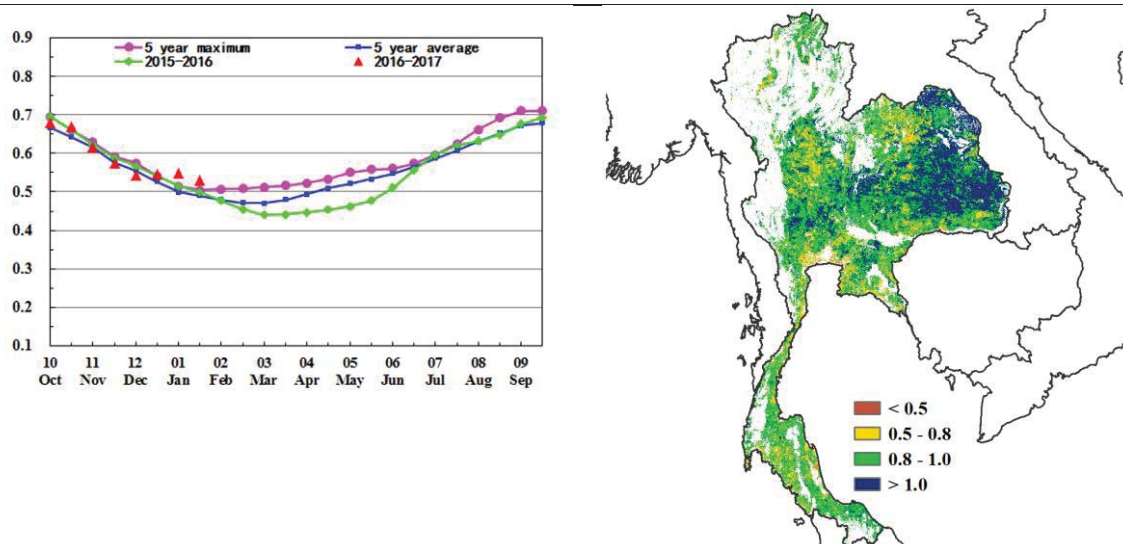 5 year maximum 5 year average
2015-2016 2016-2017
0.9
0.8
0.7
0.6
0.5
0.4
0.3
0.2
0.1
10 11 12 01 02 03 04 05 06 07 08 09
Oct Nov Dec Jan Feb Mar Apr May Jun Jul Aug Sep
< 0.5
0.5 - 0.8
0.8 - 1.0
> 1.0